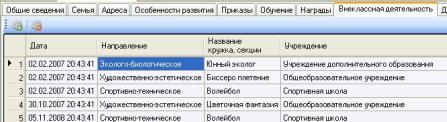 Общие сведения Семья Адреса Особенности развития Приказы Обучение Награды Внеклассная деятельность
Дата Направление Название кружка, секции Учреждение
1 02.02.2007 20:43:41 Эколого-биологическое Юнный эколог Учреждение дополнительного образования
2 02.02.2007 20:43:41 Художественно-эстетическое Биссеро плетение Общеобразовательное учреждение
3 02.02.2007 20:43:41 Спортивно-техническое Волейбол Спортивная школа
4 30.10.2007 20:43:41 Художественно-эстетическое Цветочная фантазия Общеобразовательное учреждение
5 05.11.2008 20:43:41 Спортивно-техническое Волейбол Спортивная школа